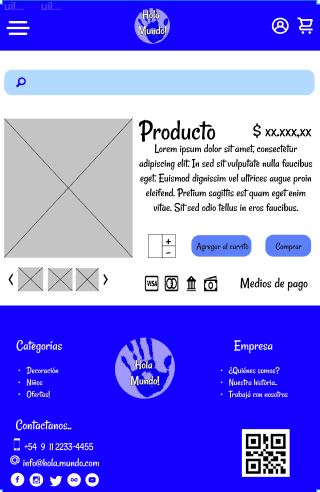 Hola
Mundo!
Producto $ xx.xxx,xx
Lorem ipsum dolor sit amet, consectetur
adipiscing elit. In sed sit vulputate nulla faucibus
eget. Euismod dignissim vel ultrices augue proin
eleifend. Pretium sagittis est quam eget enim
vitae. Sit sed odio tellus in eros faucibus.
+
-
Agregar al carrito Comprar
VISA
Medios de pago
Categorías
• Decoración
• Niños
• Ofertas!
Hola
Mundo!
Empresa
• ¿Quiénes somos?
• Nuestra historia..
• Trabajá con nosotros
Contactanos..
+54 9 11 2233-4455
info@hola.mundo.com